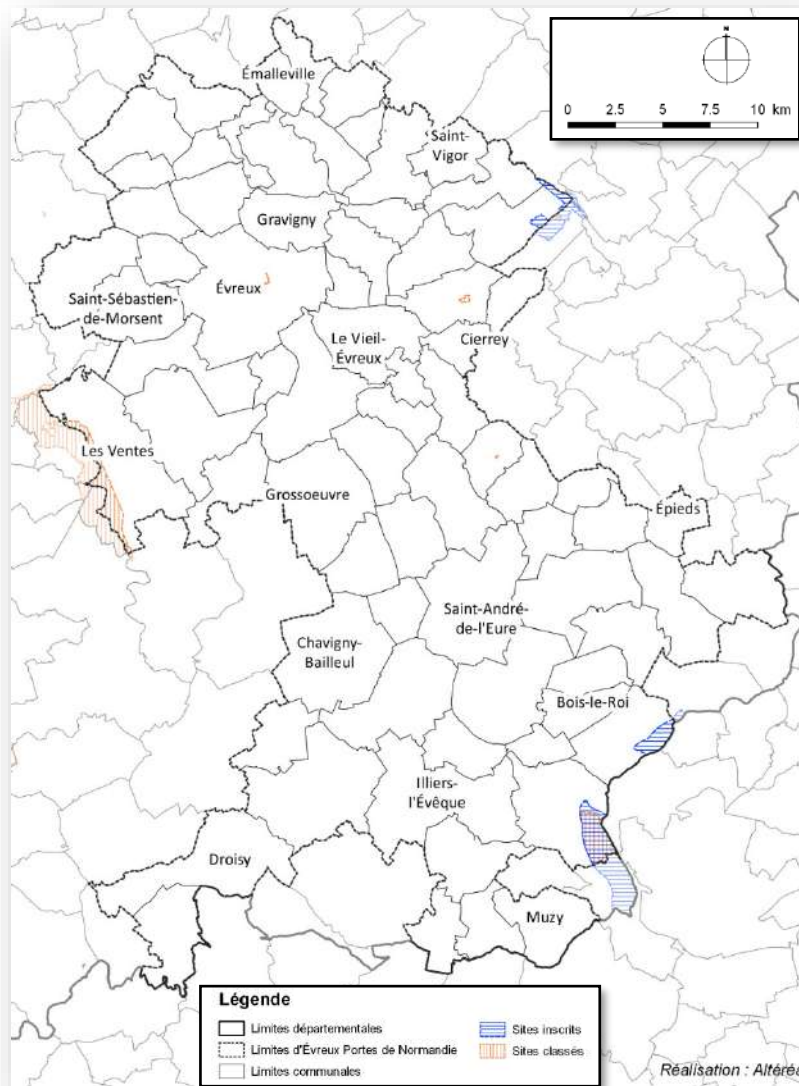 N
0 2.5 5 7.5 10 km
Émalleville
Saint-
Vigor
Gravigny
Évreux
Saint-Sébastien-
de-Morsent
Le Vieil-
Évreux
Cierrey
Les Ventes
Grossoeuvre
Épieds
Saint-André-
de-l'Eure
Chavigny-
Bailleul
Bois-le-Roi
Illiers-
l'Évêque
Droisy
Muzy
Légende
Limites départementales
Limites d'Évreux Portes de Normandie
Limites communales
Sites inscrits
Sites classés
Réalisation : Altéréa